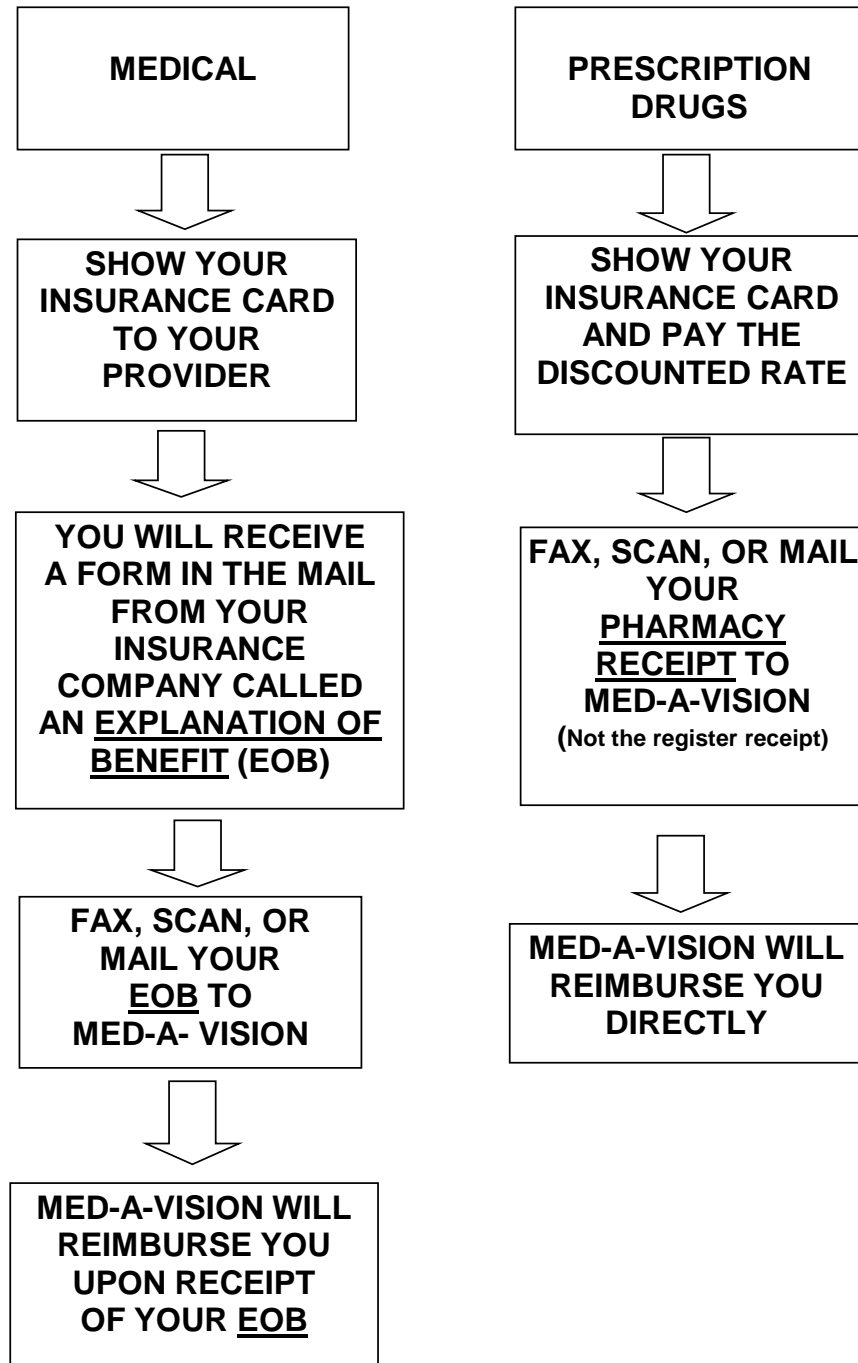 MEDICAL
SHOW YOUR
INSURANCE CARD
TO YOUR
PROVIDER
YOU WILL RECEIVE
A FORM IN THE MAIL
FROM YOUR
INSURANCE
COMPANY CALLED
AN EXPLANATION OF
BENEFIT (EOB)
FAX, SCAN, OR
MAIL YOUR
EOB TO
MED-A- VISION
MED-A-VISION WILL
REIMBURSE YOU
UPON RECEIPT
OF YOUR EOB
PRESCRIPTION
DRUGS
SHOW YOUR
INSURANCE CARD
AND PAY THE
DISCOUNTED RATE
FAX, SCAN, OR MAIL
YOUR
PHARMACY
RECEIPT TO
MED-A-VISION
(Not the register receipt)
MED-A-VISION WILL
REIMBURSE YOU
DIRECTLY